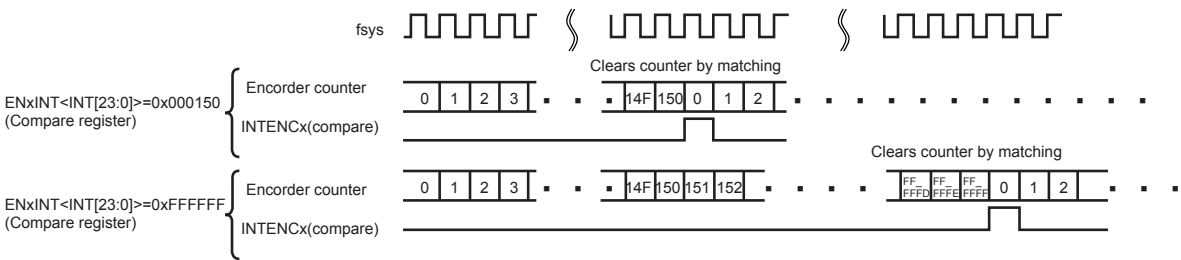 fsys
Clears counter by matching
ENxINT<INT[23:0]>=0x000150
(Compare register)
Encorder counter
0 1 2 3 14F 150 0 1 2
INTENCx(compare)
Clears counter by matching
ENxINT<INT[23:0]>=0xFFFFFF
(Compare register)
Encorder counter
0 1 2 3 14F 150 151 152 FF_FFFD FF_FFFE FF_FFFF 0 1 2
INTENCx(compare)